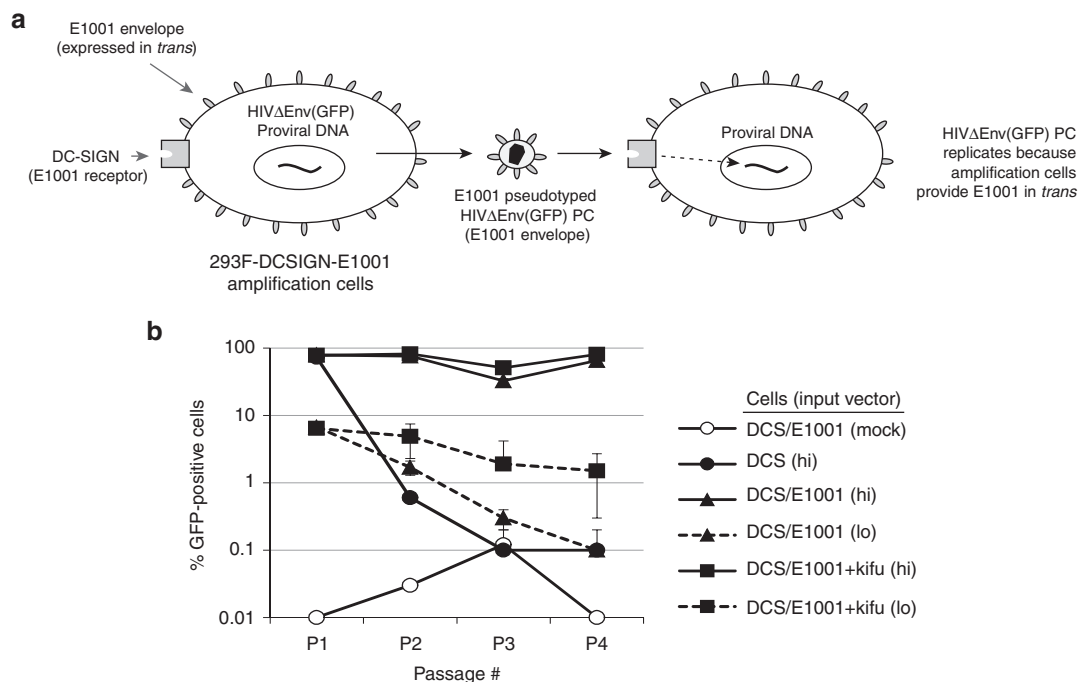 a
E1001 envelope
(expressed in trans)
DC-SIGN
(E1001 receptor)
HIVΔEnv(GFP)
Proviral DNA
293F-DCSIGN-E1001
amplification cells
E1001 pseudotyped
HIVΔEnv(GFP) PC
(E1001 envelope)
Proviral DNA
HIVΔEnv(GFP) PC
replicates because
amplification cells
provide E1001 in trans
b
% GFP-positive cells
100
10
1
0.1
0.01
P1 P2 P3 P4
Passage #
Cells (input vector)
DCS/E1001 (mock)
DCS (hi)
DCS/E1001 (hi)
DCS/E1001 (lo)
DCS/E1001+kifu (hi)
DCS/E1001+kifu (lo)